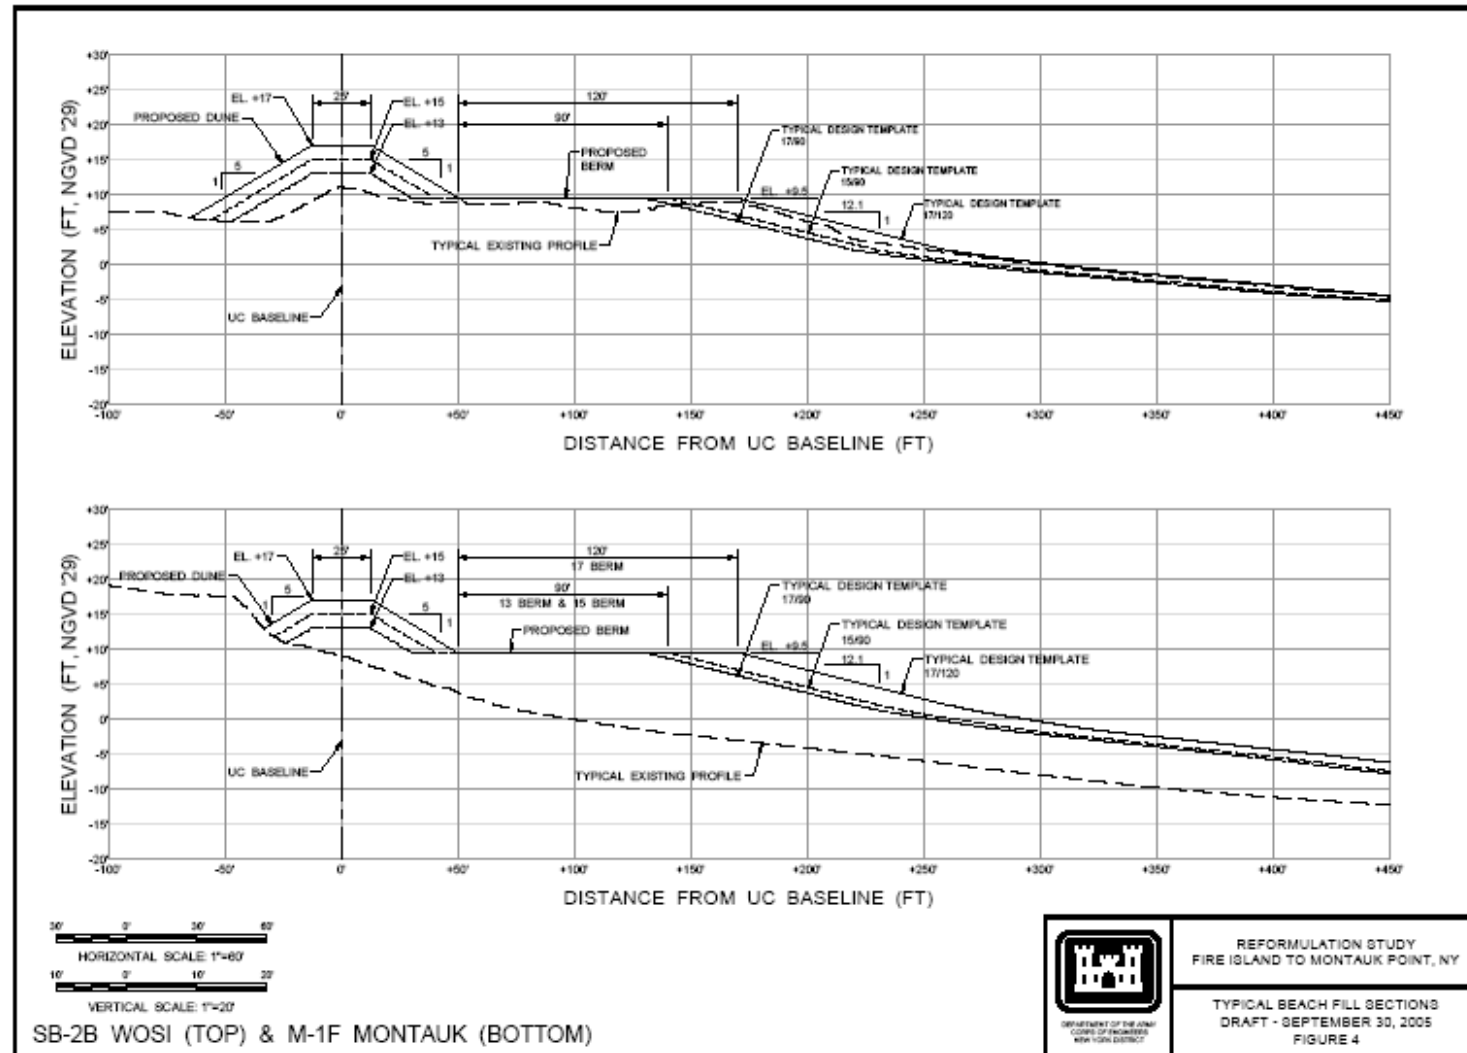 +30'
+25'
+20'
+15'
+10'
+5'
0'
-5'
-10'
-15'
-20'
ELEVATION (FT, NGVD '29)
EL. +17
25'
EL. +15
EL. +13
PROPOSED DUNE
5
1
5
1
120'
90'
PROPOSED
BERM
TYPICAL DESIGN TEMPLATE
17/90
TYPICAL DESIGN TEMPLATE
15/90
EL. +9.5
12.1
1
TYPICAL DESIGN TEMPLATE
17/120
TYPICAL EXISTING PROFILE
UC BASELINE
-100' -50' 0' +50' +100' +150' +200' +250' +300' +350' +400' +450'
DISTANCE FROM UC BASELINE (FT)
+30'
+25'
+20'
+15'
+10'
+5'
0'
-5'
-10'
-15'
-20'
ELEVATION (FT, NGVD '29)
EL. +17
25'
EL. +15
EL. +13
PROPOSED DUNE
5
1
5
1
120'
17 BERM
90'
13 BERM & 15 BERM
PROPOSED BERM
TYPICAL DESIGN TEMPLATE
17/90
TYPICAL DESIGN TEMPLATE
15/90
EL. +9.5
12.1
1
TYPICAL DESIGN TEMPLATE
17/120
UC BASELINE
TYPICAL EXISTING PROFILE
-100' -50' 0' +50' +100' +150' +200' +250' +300' +350' +400' +450'
DISTANCE FROM UC BASELINE (FT)
30' 0' 30' 60'
HORIZONTAL SCALE: 1"=60'
10' 0' 10' 20'
VERTICAL SCALE: 1"=20'
SB-2B WOSI (TOP) & M-1F MONTAUK (BOTTOM)
DEPARTMENT OF THE ARMY
CORPS OF ENGINEERS
NEW YORK DISTRICT
REFORMULATION STUDY
FIRE ISLAND TO MONTAUK POINT, NY
TYPICAL BEACH FILL SECTIONS
DRAFT - SEPTEMBER 30, 2005
FIGURE 4